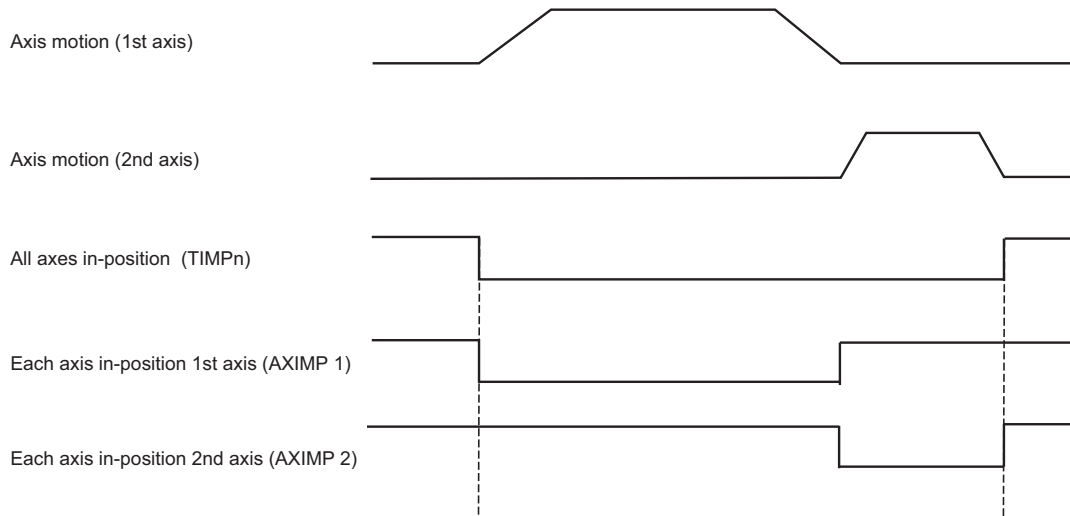 Axis motion (1st axis)
Axis motion (2nd axis)
All axes in-position (TIMPn)
Each axis in-position 1st axis (AXIMP 1)
Each axis in-position 2nd axis (AXIMP 2)